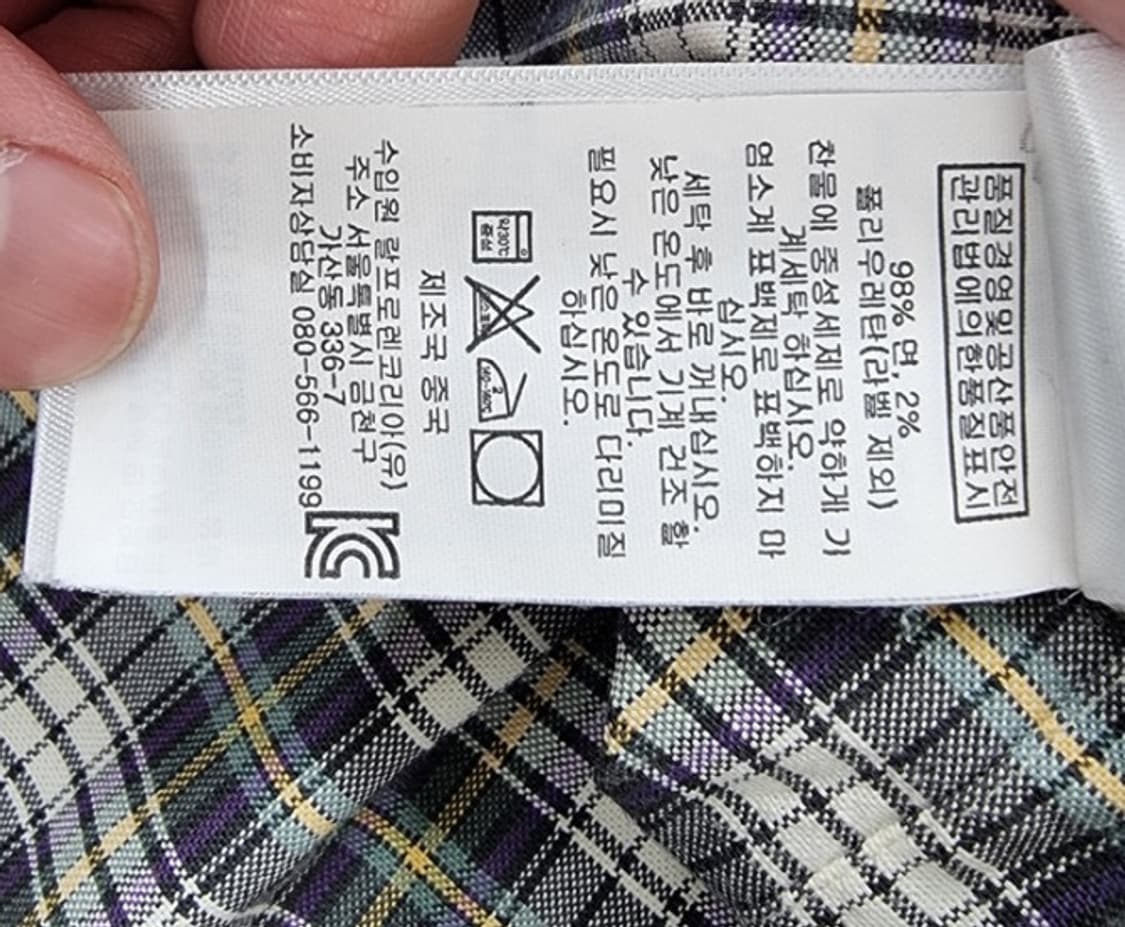 품질경영및공산품안전
관리법에의한품질표시
98% 면, 2%
폴리우레탄(라벨 제외)
찬물에 중성세제로 약하게 기
계세탁 하십시오.
염소계 표백제로 표백하지 마
십시오.
세탁 후 바로 꺼내십시오.
낮은 온도에서 기계 건조 할
수 있습니다.
필요시 낮은 온도로 다리미질
하십시오.
약30℃
중성
제조국 중국
수입원 랄프로렌코리아(유)
주소 서울특별시 금천구
가산동 336-7
소비자상담실 080-566-1199